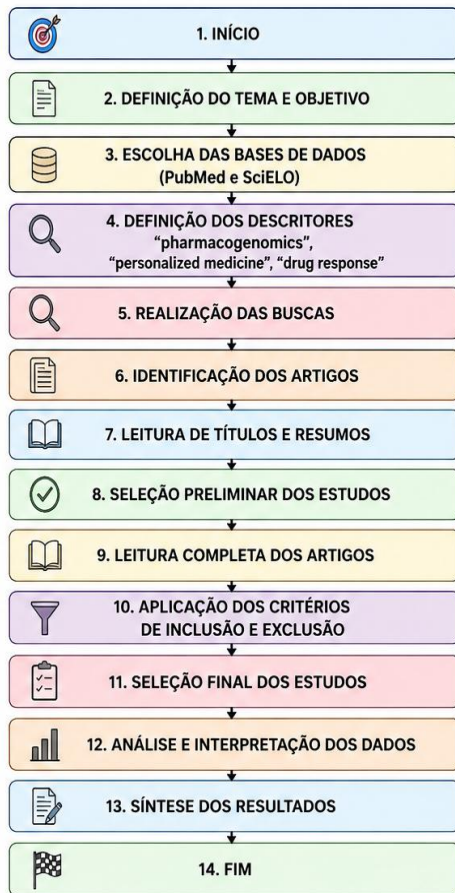 1. INÍCIO
2. DEFINIÇÃO DO TEMA E OBJETIVO
3. ESCOLHA DAS BASES DE DADOS
(PubMed e SciELO)
4. DEFINIÇÃO DOS DESCRITORES
“pharmacogenomics”,
“personalized medicine”, “drug response”
5. REALIZAÇÃO DAS BUSCAS
6. IDENTIFICAÇÃO DOS ARTIGOS
7. LEITURA DE TÍTULOS E RESUMOS
8. SELEÇÃO PRELIMINAR DOS ESTUDOS
9. LEITURA COMPLETA DOS ARTIGOS
10. APLICAÇÃO DOS CRITÉRIOS
DE INCLUSÃO E EXCLUSÃO
11. SELEÇÃO FINAL DOS ESTUDOS
12. ANÁLISE E INTERPRETAÇÃO DOS DADOS
13. SÍNTESE DOS RESULTADOS
14. FIM